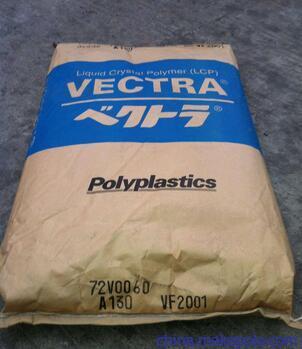 Liquid Crystal Polymer (LCP)
VECTRA®
ベクトラ®
Polyplastics
72V0060
A130 VF2001